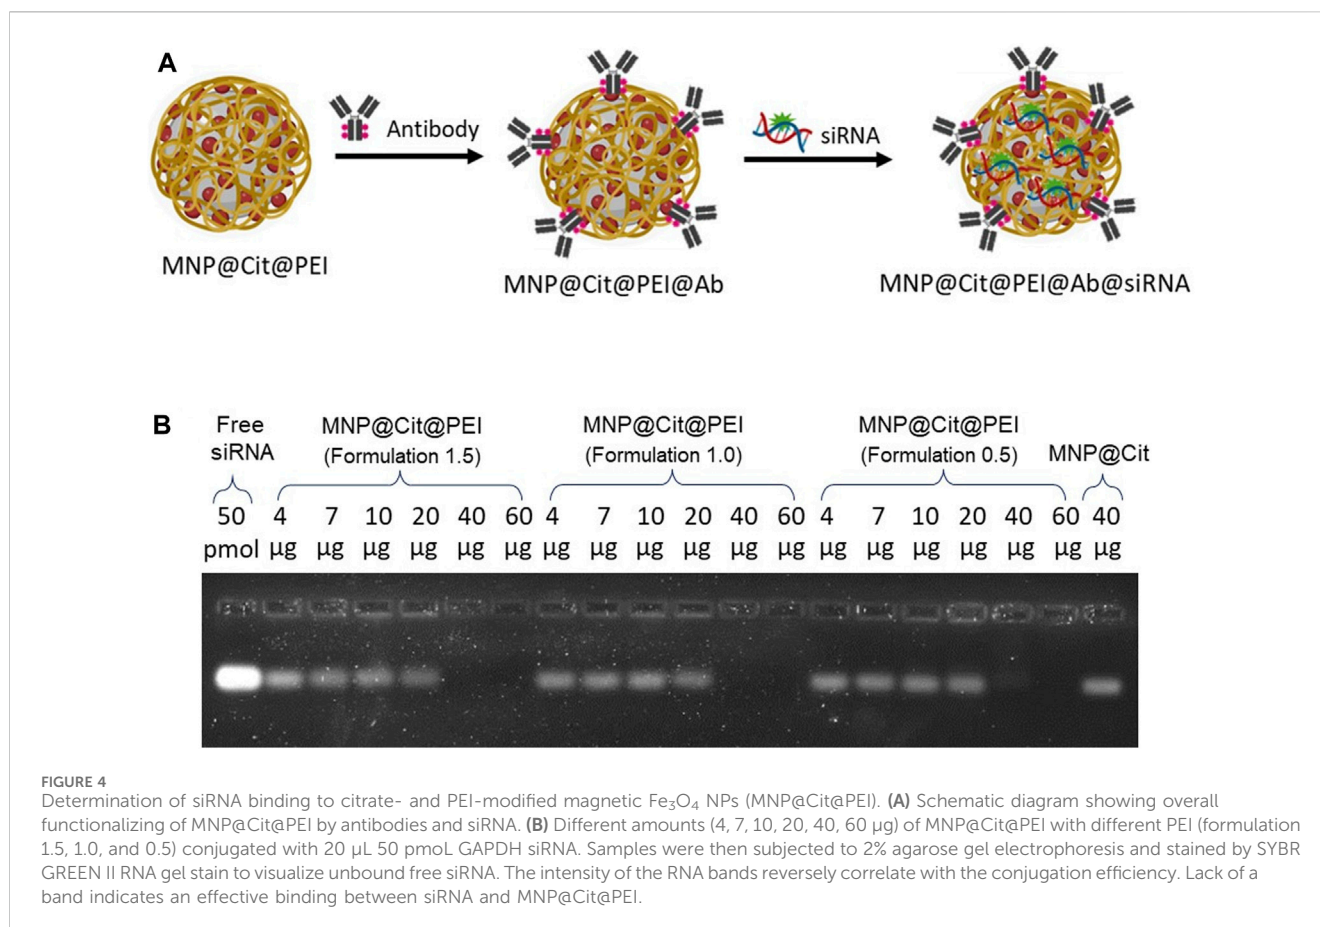 A
Antibody
siRNA
MNP@Cit@PEI
MNP@Cit@PEI@Ab
MNP@Cit@PEI@Ab@siRNA
B
Free
siRNA
MNP@Cit@PEI
(Formulation 1.5)
MNP@Cit@PEI
(Formulation 1.0)
MNP@Cit@PEI
(Formulation 0.5)
MNP@Cit
50 4 7 10 20 40 60 4 7 10 20 40 60 4 7 10 20 40 60 40
pmol µg µg µg µg µg µg µg µg µg µg µg µg µg µg µg µg µg µg µg
FIGURE 4
Determination of siRNA binding to citrate- and PEI-modified magnetic Fe₃O₄ NPs (MNP@Cit@PEI). (A) Schematic diagram showing overall
functionalizing of MNP@Cit@PEI by antibodies and siRNA. (B) Different amounts (4, 7, 10, 20, 40, 60 µg) of MNP@Cit@PEI with different PEI (formulation
1.5, 1.0, and 0.5) conjugated with 20 µL 50 pmoL GAPDH siRNA. Samples were then subjected to 2% agarose gel electrophoresis and stained by SYBR
GREEN II RNA gel stain to visualize unbound free siRNA. The intensity of the RNA bands reversely correlate with the conjugation efficiency. Lack of a
band indicates an effective binding between siRNA and MNP@Cit@PEI.